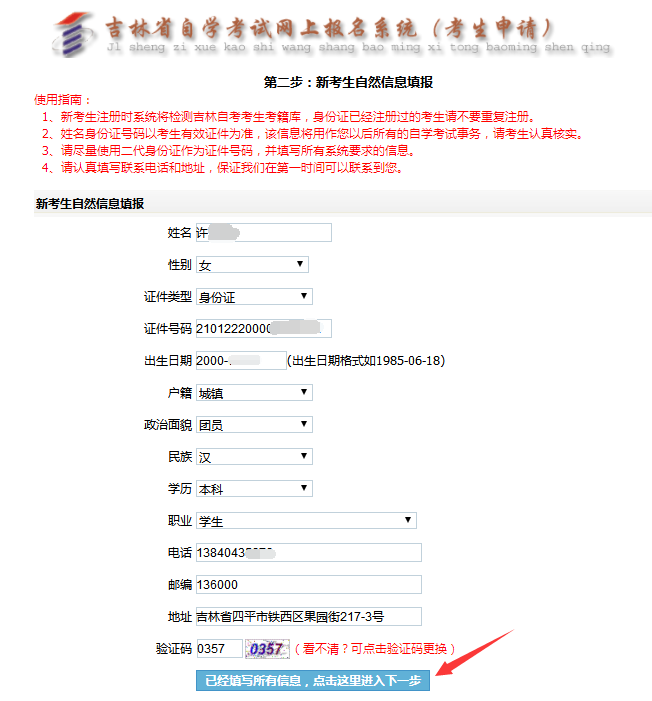 吉林省自学考试网上报名系统（考生申请）
Jl sheng zi xue kao shi wang shang bao ming xi tong baoming shen qing
第二步：新考生自然信息填报
使用指南：
1、新考生注册时系统将检测吉林自考考生考籍库，身份证已经注册过的考生请不要重复注册。
2、姓名身份证号码以考生有效证件为准，该信息将用作您以后所有的自学考试事务，请考生认真核实。
3、请尽量使用二代身份证作为证件号码，并填写所有系统要求的信息。
4、请认真填写联系电话和地址，保证我们在第一时间可以联系到您。
新考生自然信息填报
姓名 许
性别 女
证件类型 身份证
证件号码 21012220000
出生日期 2000- (出生日期格式如1985-06-18)
户籍 城镇
政治面貌 团员
民族 汉
学历 本科
职业 学生
电话 1384043
邮编 136000
地址 吉林省四平市铁西区果园街217-3号
验证码 0357 0357 （看不清？可点击验证码更换）
已经填写所有信息，点击这里进入下一步